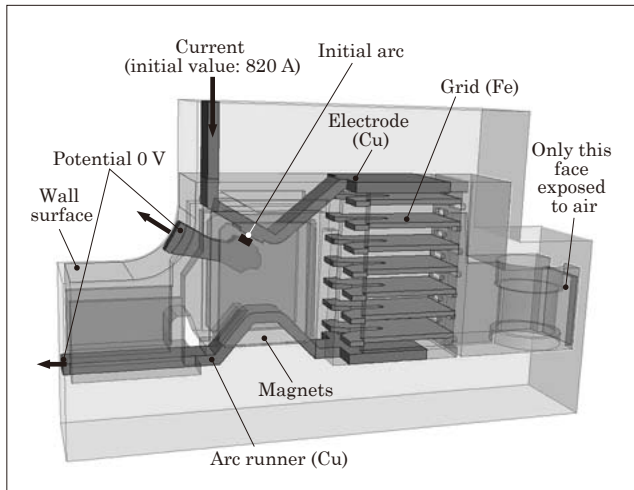 Current
(initial value: 820 A)
Initial arc
Grid (Fe)
Electrode
(Cu)
Potential 0 V
Only this
face
exposed
to air
Wall
surface
Magnets
Arc runner (Cu)